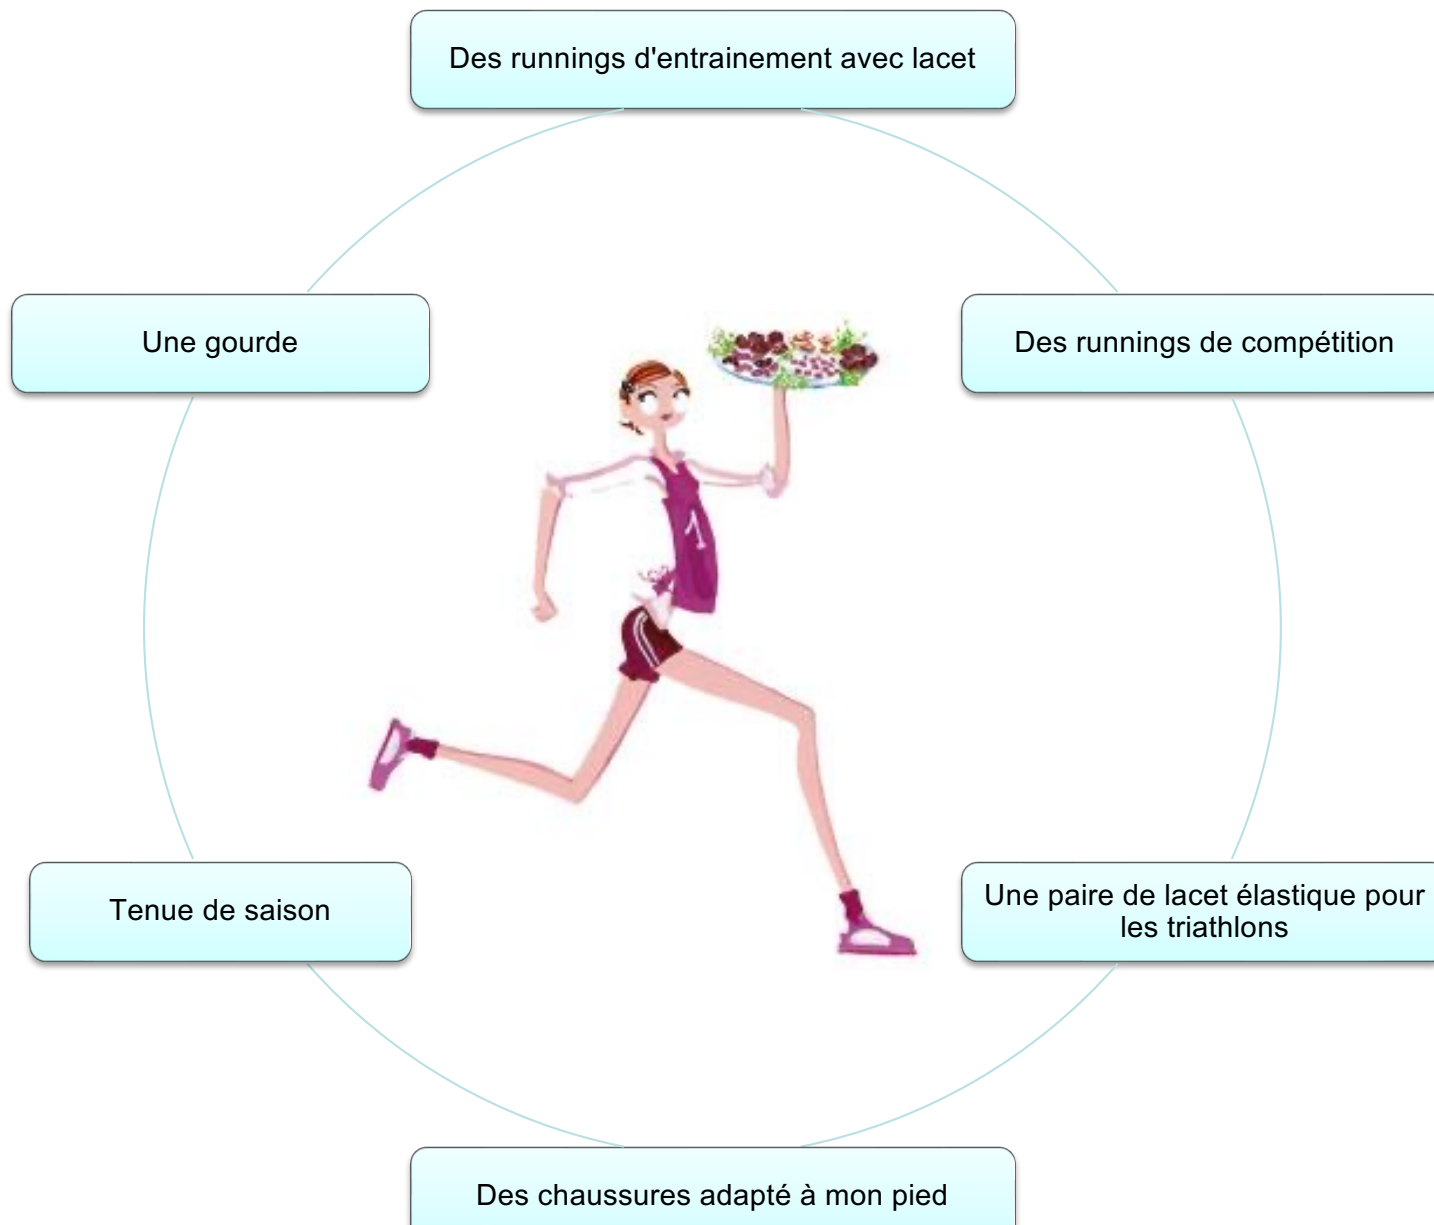 Des runnings d'entrainement avec lacet
Une gourde
Des runnings de compétition
Tenue de saison
Une paire de lacet élastique pour
les triathlons
Des chaussures adapté à mon pied
1